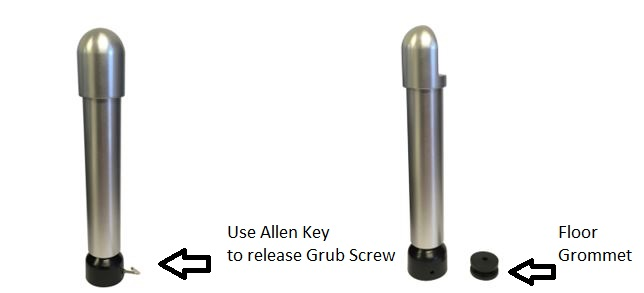 Use Allen Key
to release Grub Screw
Floor
Grommet